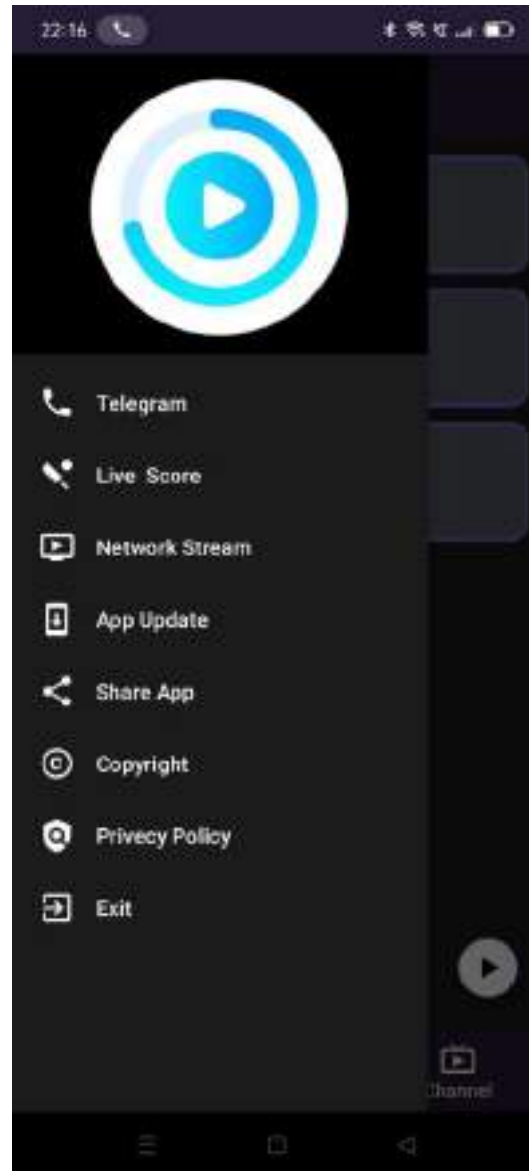 22:16
Telegram
Live Score
Network Stream
App Update
Share App
Copyright
Privecy Policy
Exit
Channel